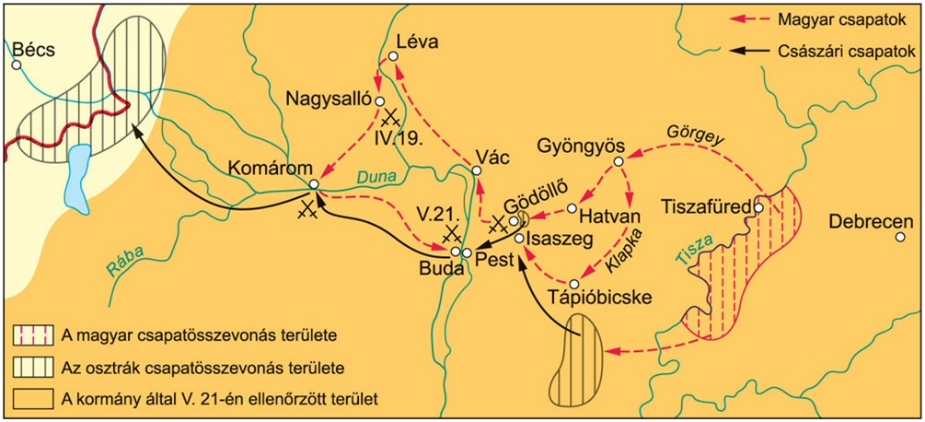 Magyar csapatok
Császári csapatok
Bécs
Léva
Nagysalló
IV.19.
Komárom
Duna
Vác
Gyöngyös
Görgey
Gödöllő
Hatvan
Tiszafüred
Debrecen
V.21.
Isaszeg
Klapka
Tisza
Rába
Buda
Pest
Tápióbicske
A magyar csapatösszevonás területe
Az osztrák csapatösszevonás területe
A kormány által V. 21-én ellenőrzött terület